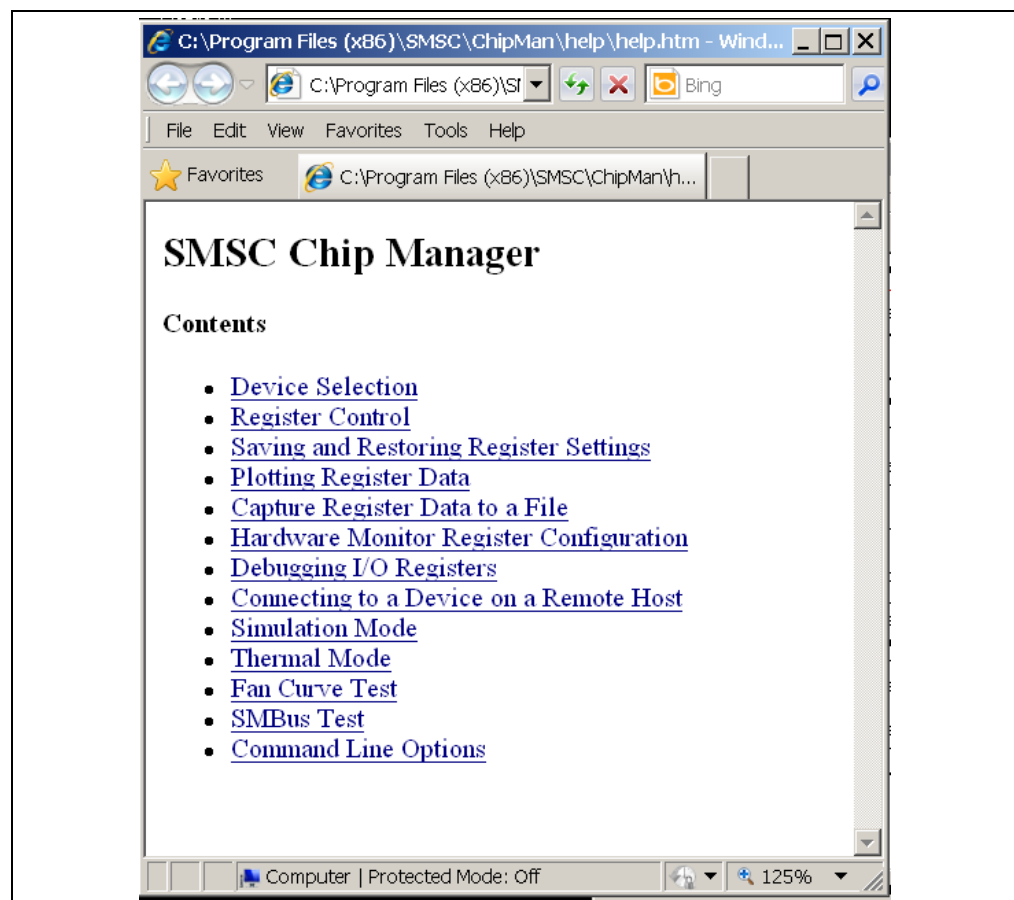 C:\Program Files (x86)\SMSC\ChipMan\help\help.htm - Wind...
C:\Program Files (x86)\SI Bing
File Edit View Favorites Tools Help
Favorites C:\Program Files (x86)\SMSC\ChipMan\h...
SMSC Chip Manager
Contents
Device Selection
Register Control
Saving and Restoring Register Settings
Plotting Register Data
Capture Register Data to a File
Hardware Monitor Register Configuration
Debugging I/O Registers
Connecting to a Device on a Remote Host
Simulation Mode
Thermal Mode
Fan Curve Test
SMBus Test
Command Line Options
Computer | Protected Mode: Off 125%